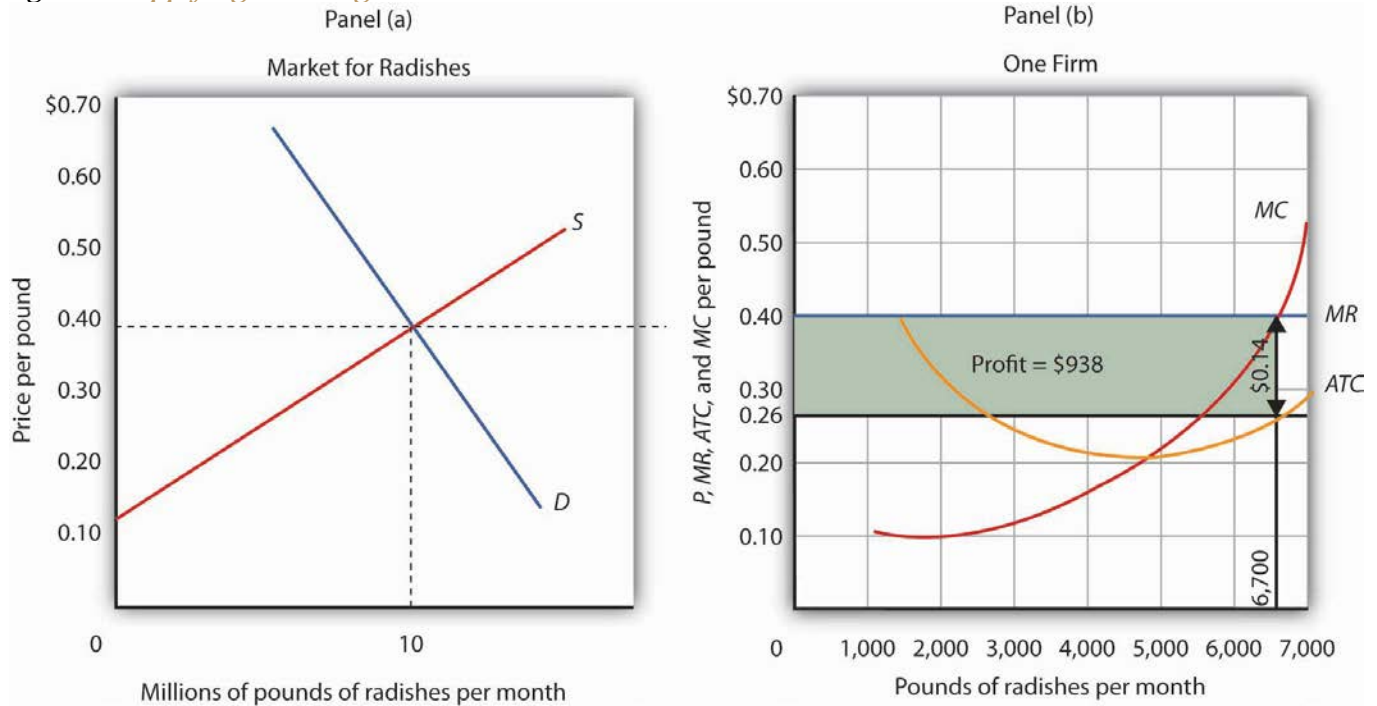 Panel (a)
Market for Radishes
$0.70
0.60
0.50
0.40
0.30
0.20
0.10
0
10
Price per pound
S
D
Millions of pounds of radishes per month
Panel (b)
One Firm
$0.70
0.60
0.50
0.40
0.30
0.26
0.20
0.10
0
1,000 2,000 3,000 4,000 5,000 6,000 7,000
P, MR, ATC, and MC per pound
MC
MR
ATC
Profit = $938
$0.14
6,700
Pounds of radishes per month